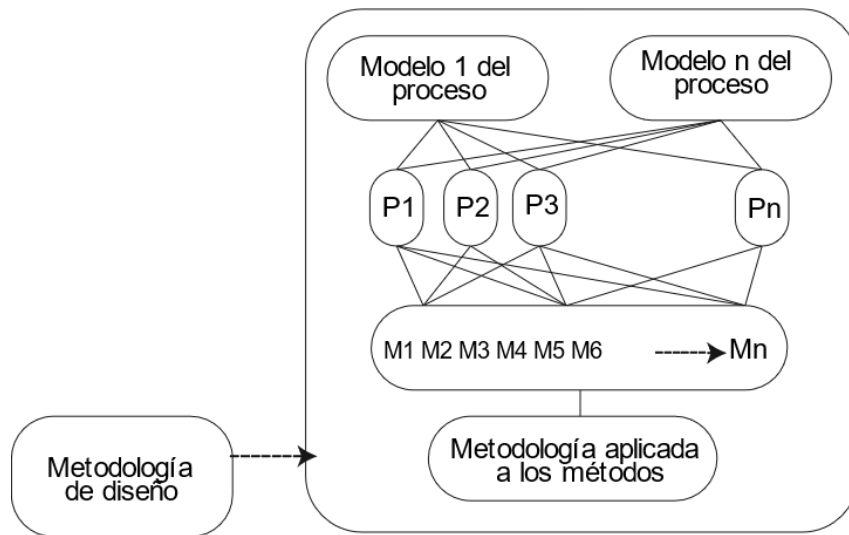 Modelo 1 del
proceso
Modelo n del
proceso
P1
P2
P3
Pn
M1 M2 M3 M4 M5 M6
Mn
Metodología aplicada
a los métodos
Metodología
de diseño